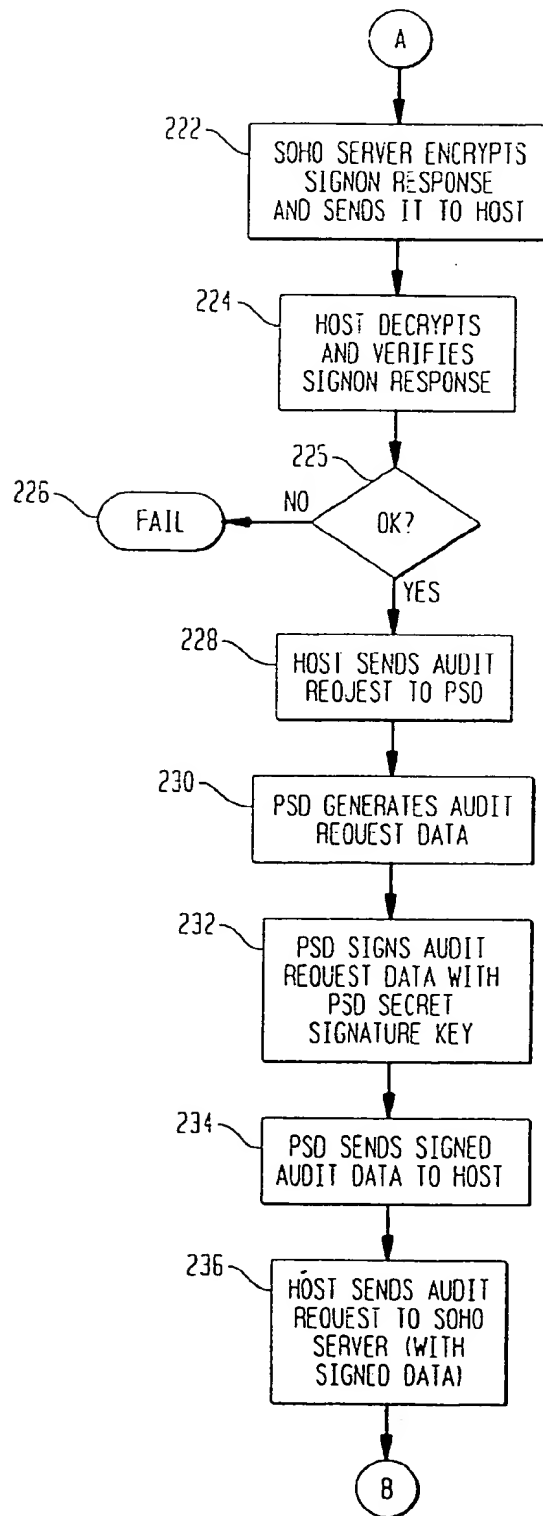 A
222
SOHO SERVER ENCRYPTS
SIGNON RESPONSE
AND SENDS IT TO HOST
224
HOST DECRYPTS
AND VERIFIES
SIGNON RESPONSE
225
226
FAIL
NO
OK?
YES
228
HOST SENDS AUDIT
REQJEST TO PSD
230
PSD GENERATES AUDIT
REQUEST DATA
232
PSD SIGNS AUDIT
REQUEST DATA WITH
PSD SECRET
SIGNATURE KEY
234
PSD SENDS SIGNED
AUDIT DATA TO HOST
236
HOST SENDS AUDIT
REQUEST TO SOHO
SERVER (WITH
SIGNED DATA)
B